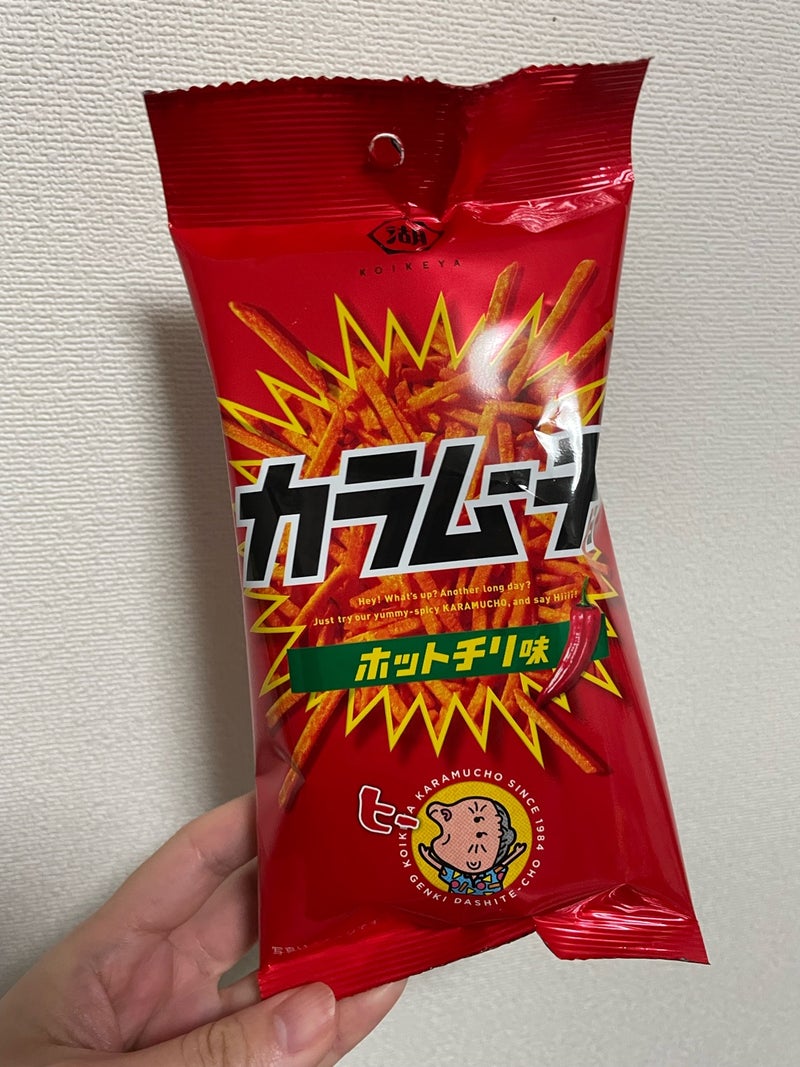 湖
KOIKEYA
カラムーチ
Hey! What's up? Another long day?
Just try our yummy-spicy KARAMUCHO, and say Hiiii!
ホットチリ味
ヒー
KOIKEYA KARAMUCHO SINCE 1984
GENKI DASHITE-CHO